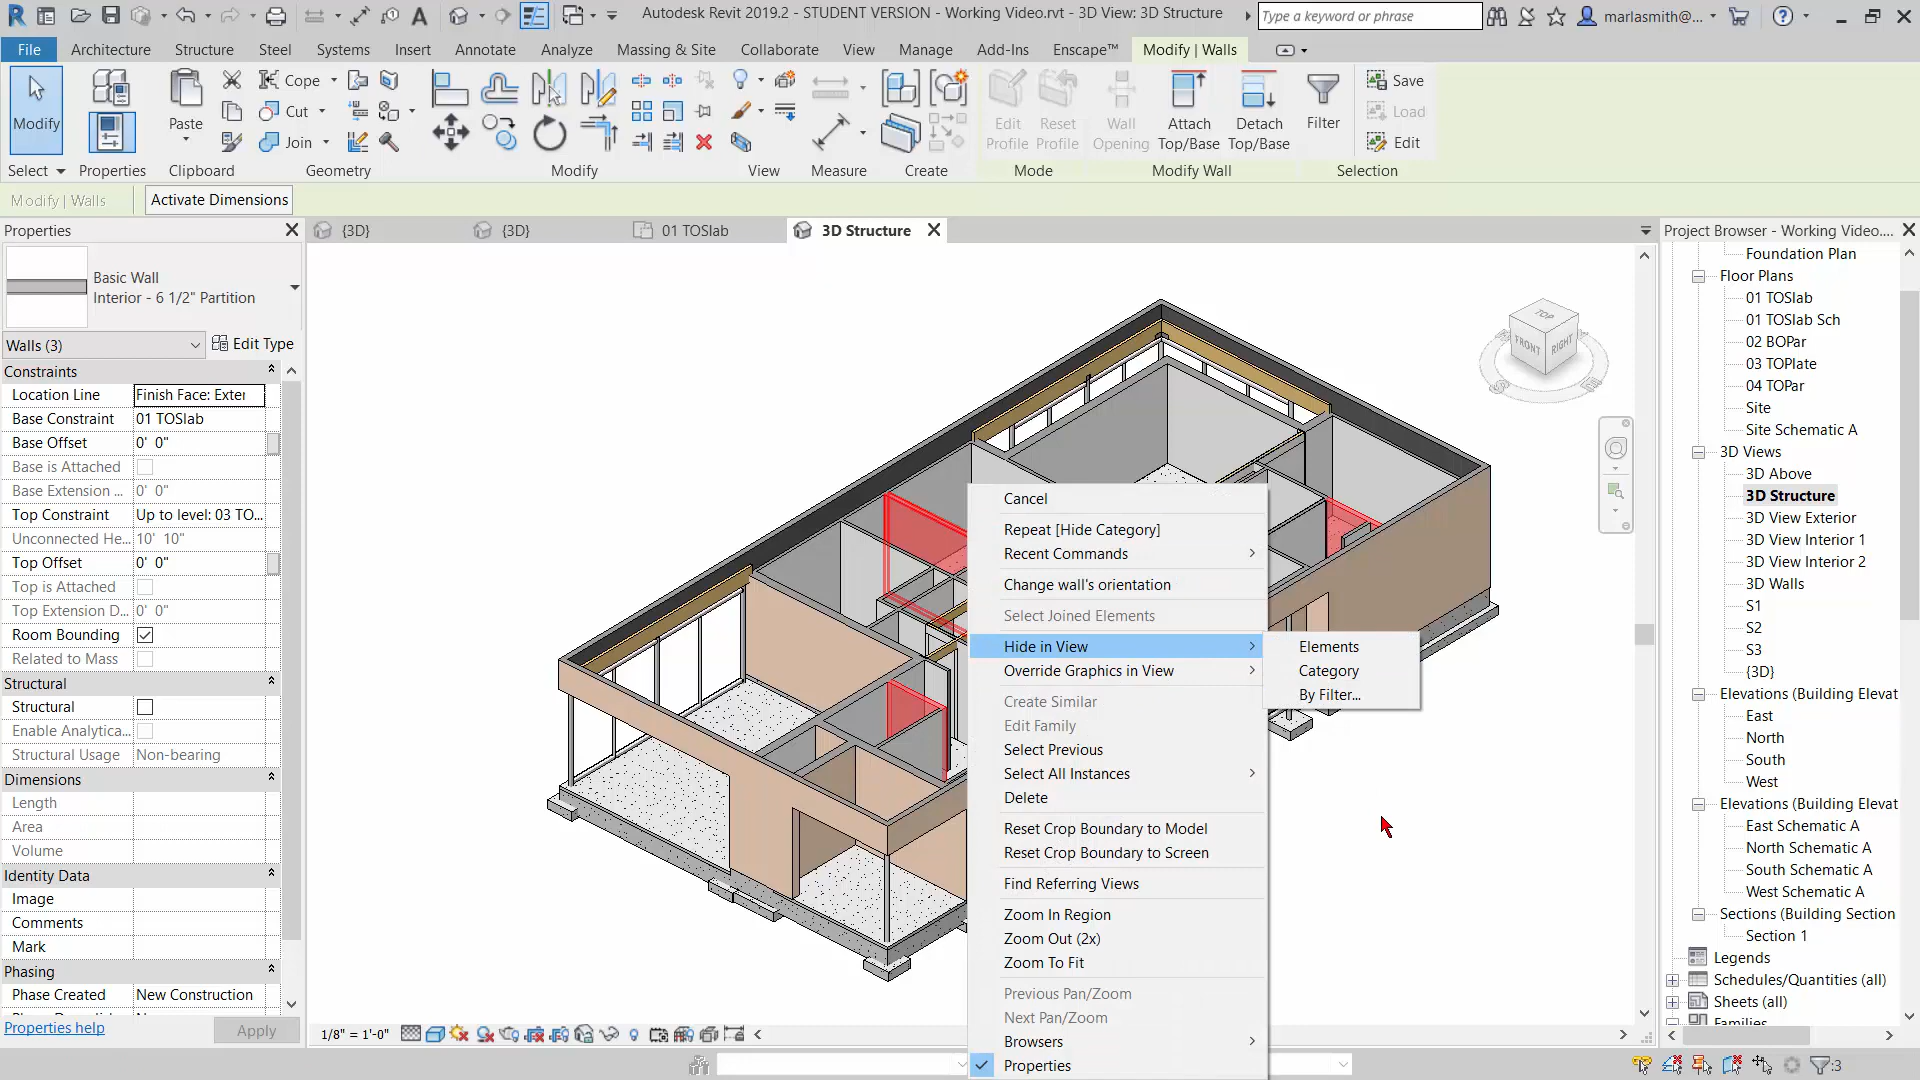 Autodesk Revit 2019.2 - STUDENT VERSION - Working Video.rvt - 3D View: 3D Structure
Type a keyword or phrase
marlasmith@...
File
Architecture
Structure
Steel
Systems
Insert
Annotate
Analyze
Massing & Site
Collaborate
View
Manage
Add-Ins
Enscape™
Modify | Walls
Modify
Paste
Cope
Cut
Join
Edit Profile
Reset Profile
Wall Opening
Attach Top/Base
Detach Top/Base
Filter
Save
Load
Edit
Select
Properties
Clipboard
Geometry
Modify
View
Measure
Create
Mode
Modify Wall
Selection
Modify | Walls
Activate Dimensions
Properties
{3D}
{3D}
01 TOSlab
3D Structure
Project Browser - Working Video....
Basic Wall
Interior - 6 1/2" Partition
Walls (3)
Edit Type
Constraints
Location Line Finish Face: Exter
Base Constraint 01 TOSlab
Base Offset 0' 0"
Base is Attached
Base Extension ... 0' 0"
Top Constraint Up to level: 03 TO...
Unconnected He... 10' 10"
Top Offset 0' 0"
Top is Attached
Top Extension D... 0' 0"
Room Bounding
Related to Mass
Structural
Structural
Enable Analytica...
Structural Usage Non-bearing
Dimensions
Length
Area
Volume
Identity Data
Image
Comments
Mark
Phasing
Phase Created New Construction
Properties help
Apply
TOP
FRONT
RIGHT
Cancel
Repeat [Hide Category]
Recent Commands
Change wall's orientation
Select Joined Elements
Hide in View
Override Graphics in View
Create Similar
Edit Family
Select Previous
Select All Instances
Delete
Reset Crop Boundary to Model
Reset Crop Boundary to Screen
Find Referring Views
Zoom In Region
Zoom Out (2x)
Zoom To Fit
Previous Pan/Zoom
Next Pan/Zoom
Browsers
Properties
Elements
Category
By Filter...
Foundation Plan
Floor Plans
01 TOSlab
01 TOSlab Sch
02 BOPar
03 TOPlate
04 TOPar
Site
Site Schematic A
3D Views
3D Above
3D Structure
3D View Exterior
3D View Interior 1
3D View Interior 2
3D Walls
S1
S2
S3
{3D}
Elevations (Building Elevat
East
North
South
West
Elevations (Building Elevat
East Schematic A
North Schematic A
South Schematic A
West Schematic A
Sections (Building Section
Section 1
Legends
Schedules/Quantities (all)
Sheets (all)
1/8" = 1'-0"
:3